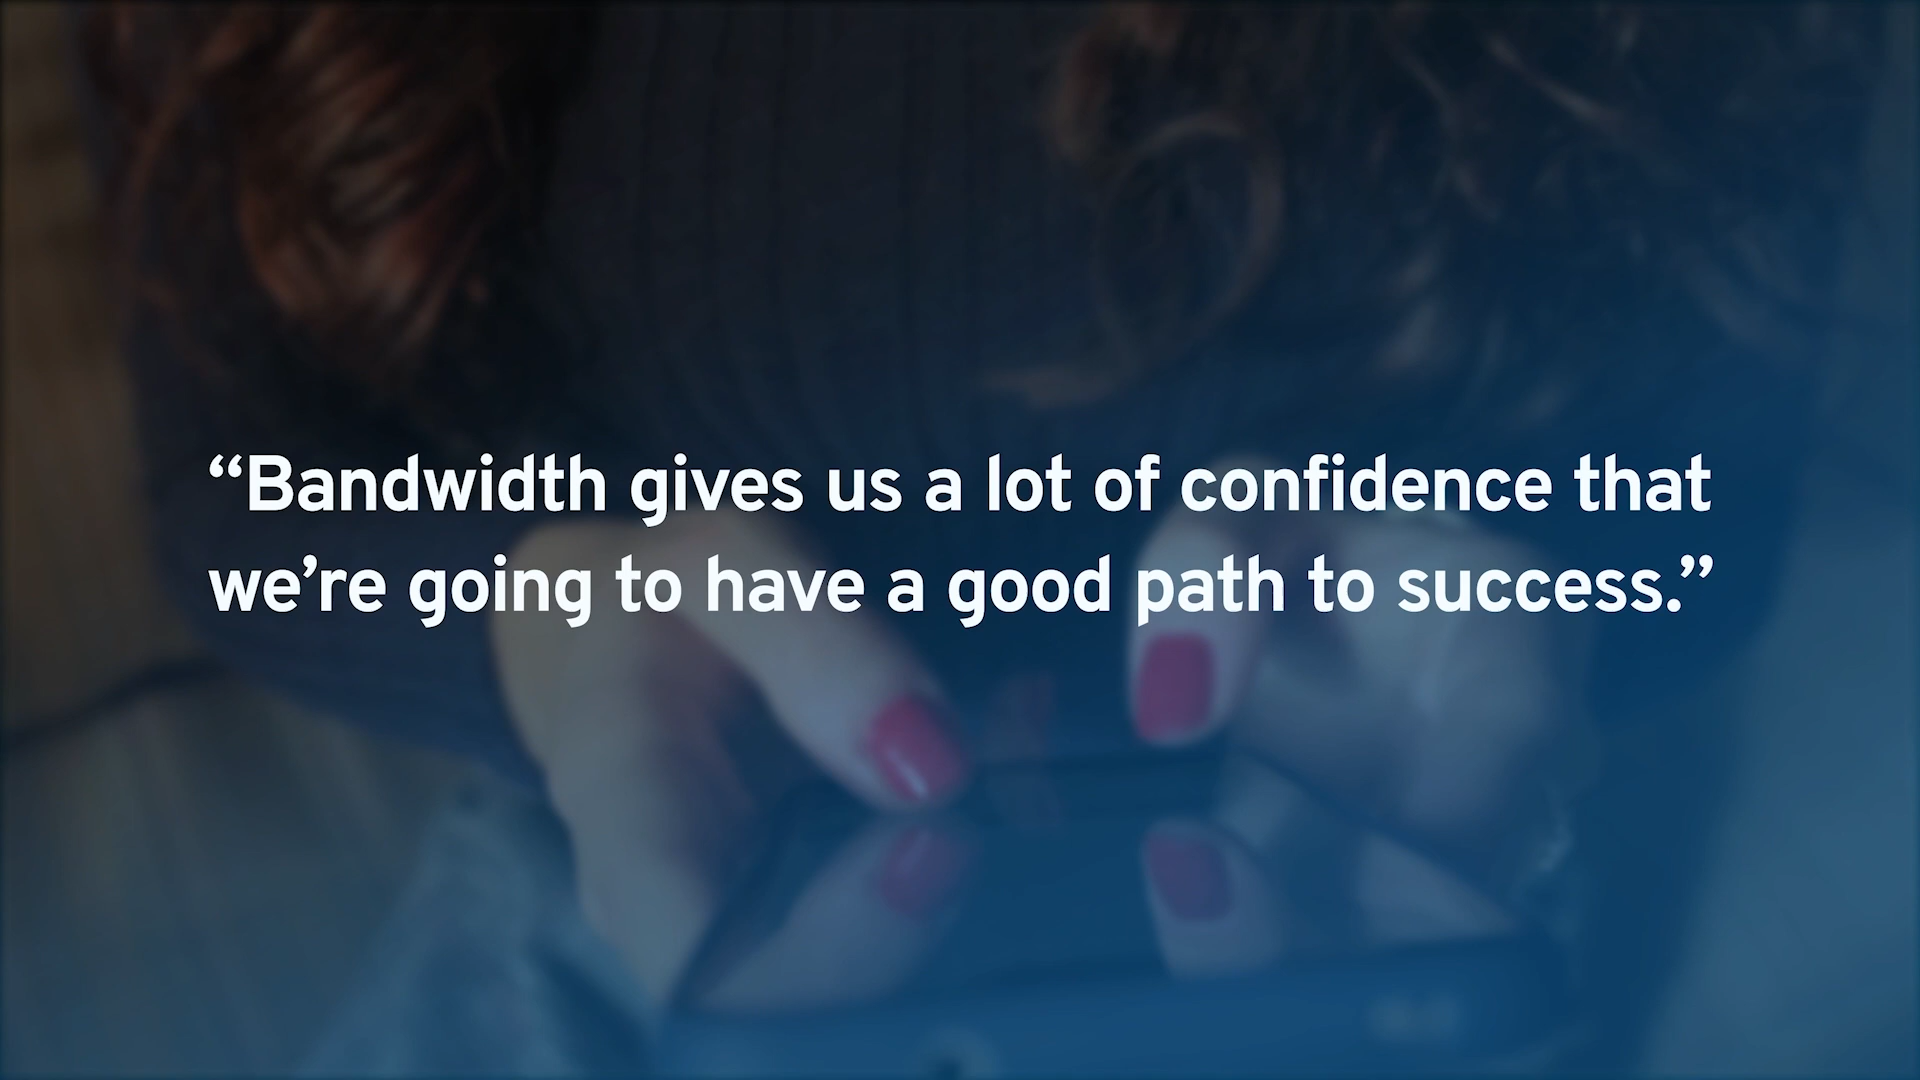 “Bandwidth gives us a lot of confidence that
we’re going to have a good path to success.”